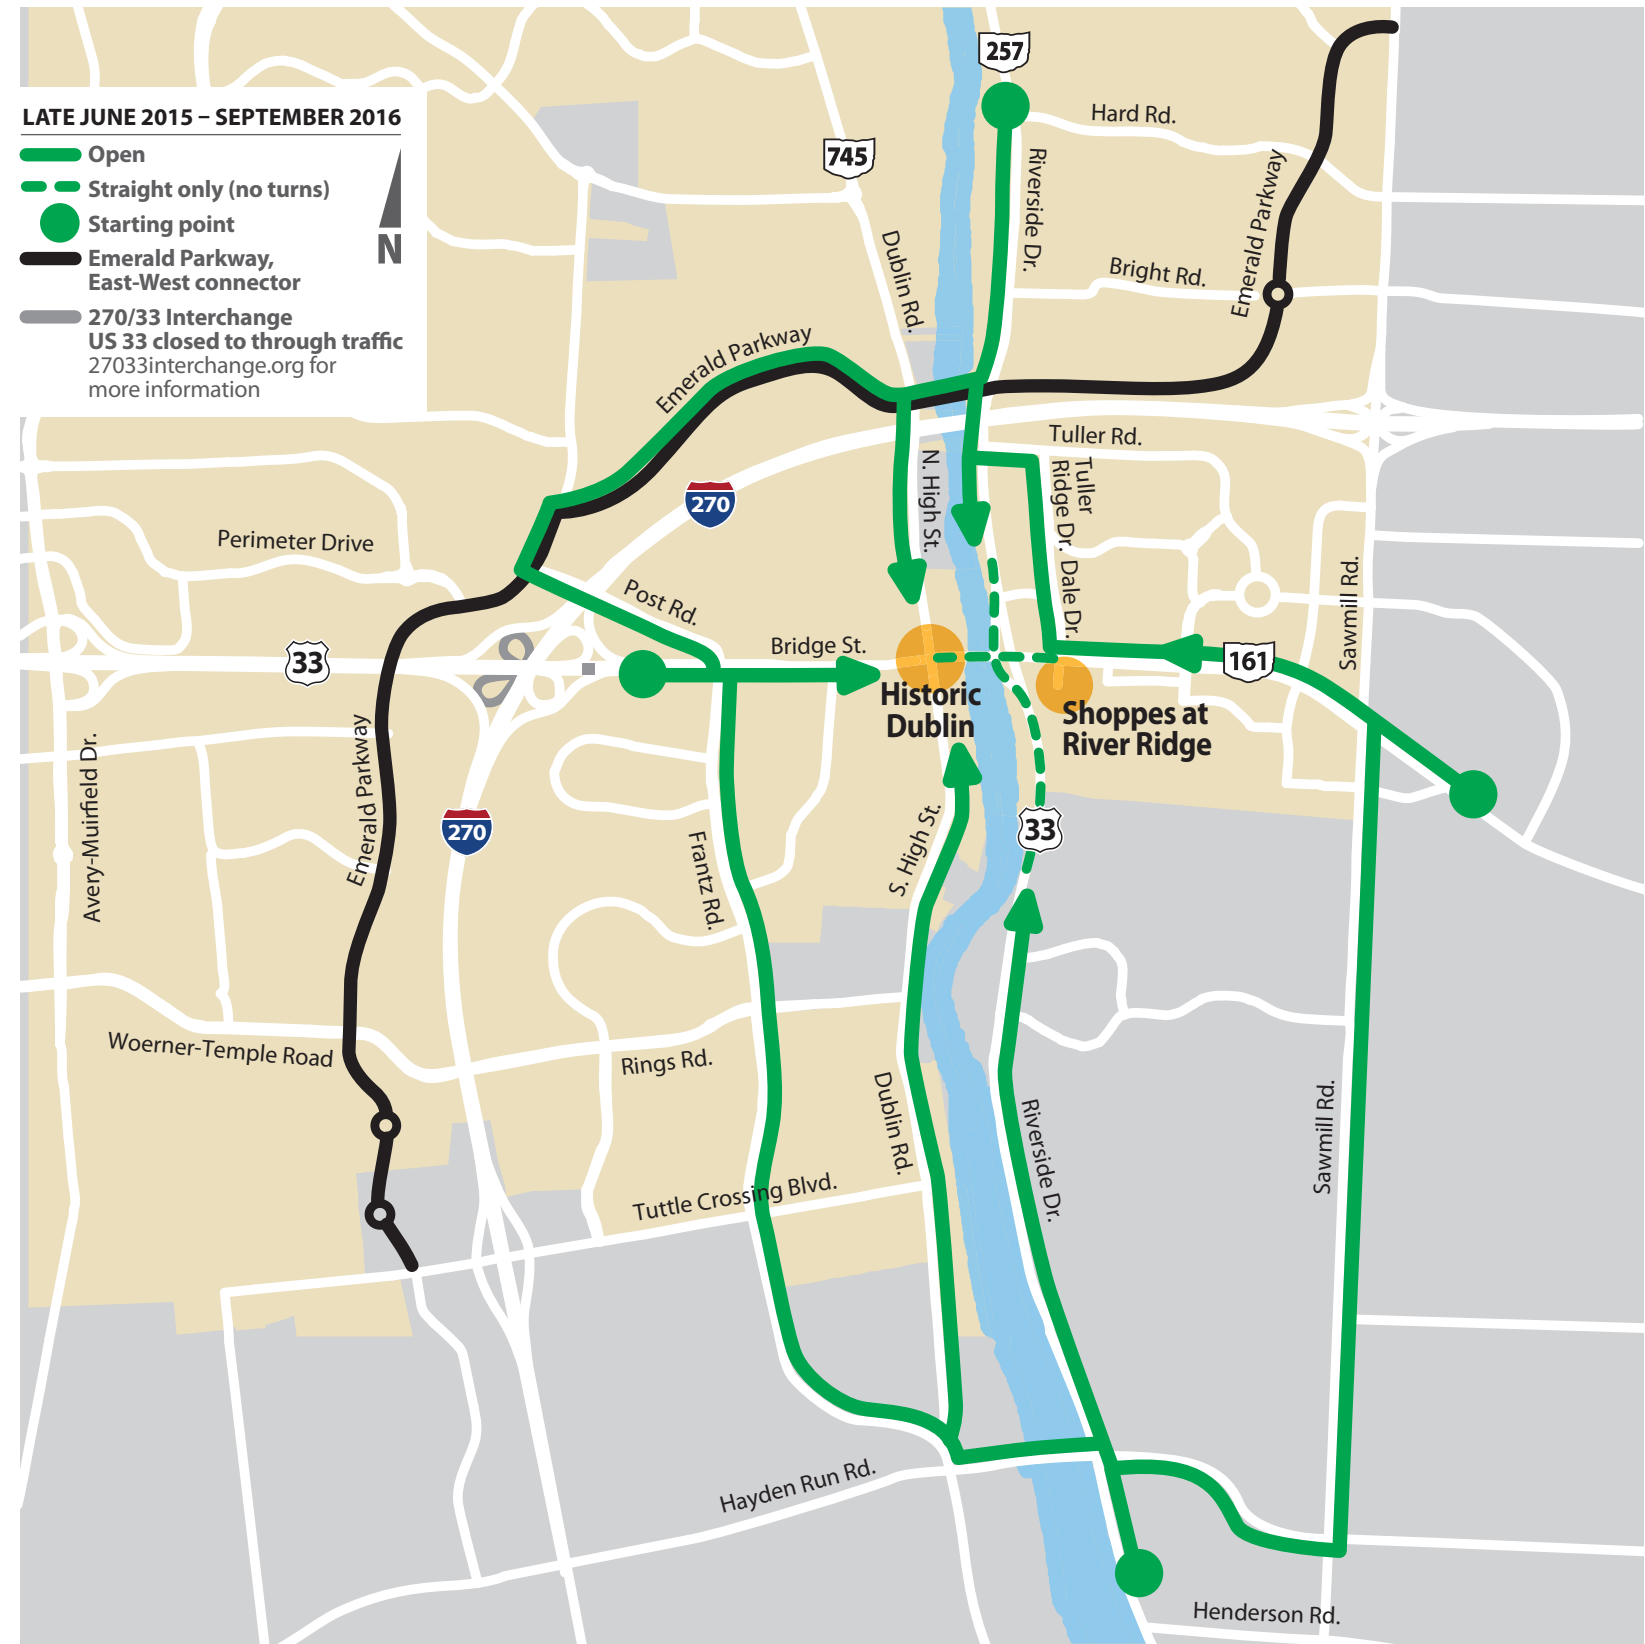 LATE JUNE 2015 – SEPTEMBER 2016
Open
Straight only (no turns)
Starting point
Emerald Parkway,
East-West connector
270/33 Interchange
US 33 closed to through traffic
27033interchange.org for
more information
N
257
Hard Rd.
745
Riverside Dr.
Emerald Parkway
Dublin Rd.
Bright Rd.
Emerald Parkway
Tuller Rd.
Tuller
Ridge Dr.
Dale Dr.
N. High St.
270
Perimeter Drive
Post Rd.
Sawmill Rd.
Bridge St.
33
161
Historic
Dublin
Shoppes at
River Ridge
Avery-Muirfield Dr.
Emerald Parkway
270
33
Frantz Rd.
S. High St.
Woerner-Temple Road
Rings Rd.
Dublin Rd.
Riverside Dr.
Sawmill Rd.
Tuttle Crossing Blvd.
Hayden Run Rd.
Henderson Rd.